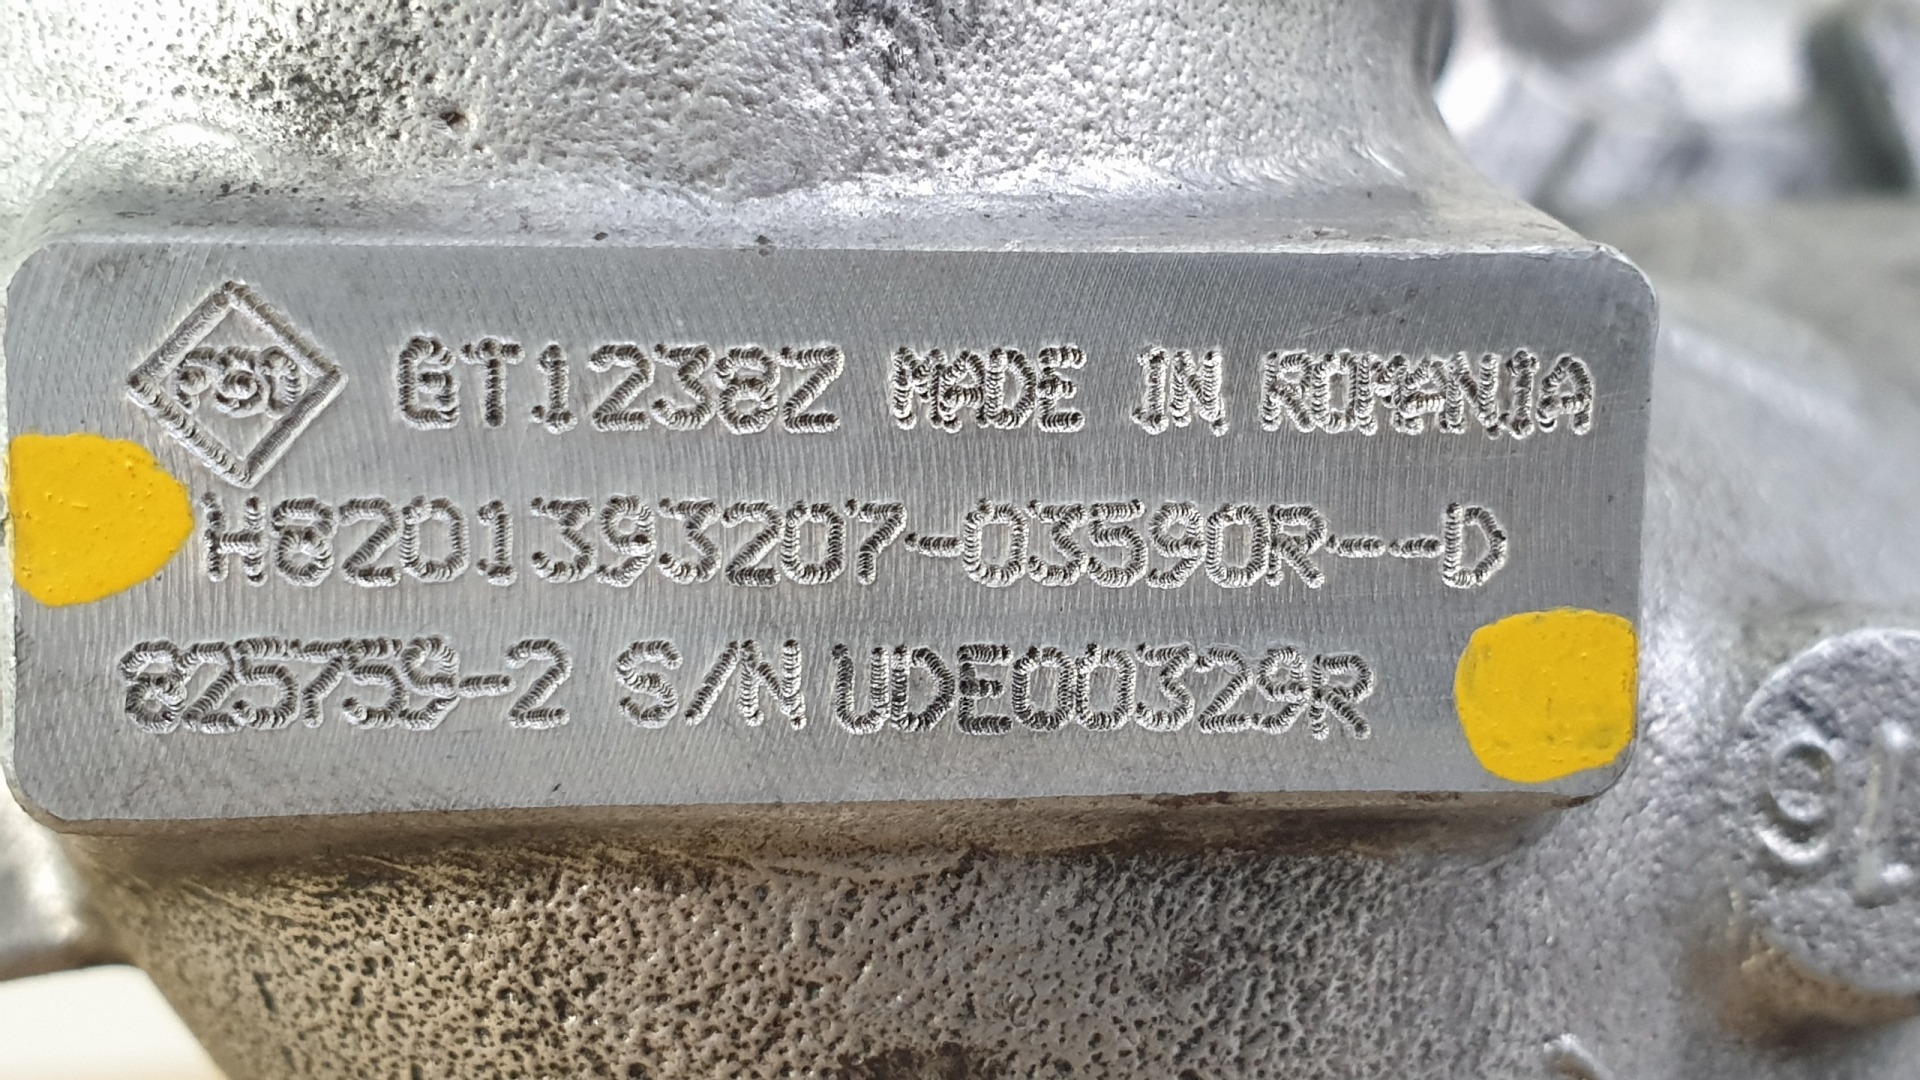 GT1238Z MADE IN ROMANIA
H8201393207-03590R---D
825759-2 S/N UDE00329R